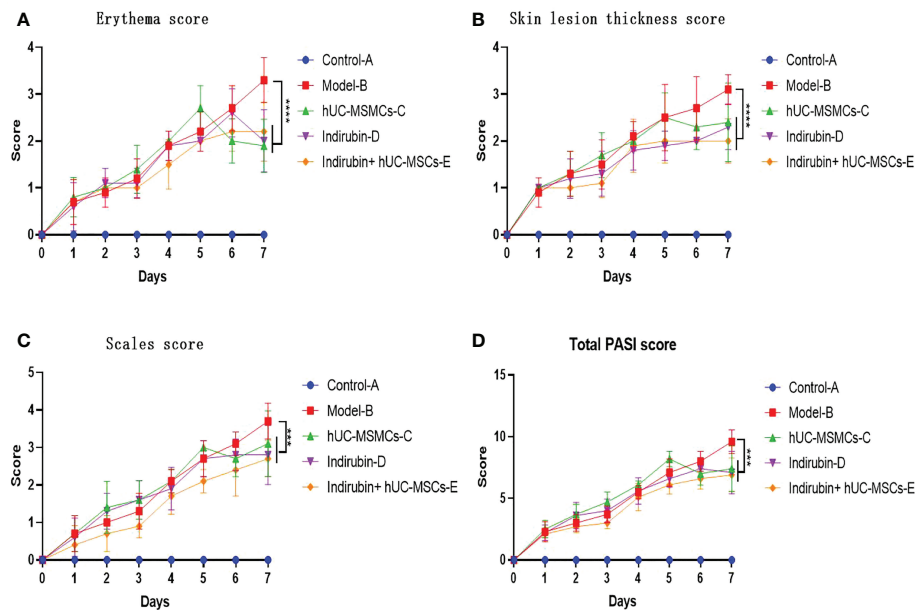 A
Erythema score
4
3
2
1
0
Score
0 1 2 3 4 5 6 7
Days
Control-A
Model-B
hUC-MSMCs-C
Indirubin-D
Indirubin+ hUC-MSCs-E
****
B
Skin lesion thickness score
4
3
2
1
0
Score
0 1 2 3 4 5 6 7
Days
Control-A
Model-B
hUC-MSMCs-C
Indirubin-D
Indirubin+ hUC-MSCs-E
****
C
Scales score
5
4
3
2
1
0
Score
0 1 2 3 4 5 6 7
Days
Control-A
Model-B
hUC-MSMCs-C
Indirubin-D
Indirubin+ hUC-MSCs-E
***
D
Total PASI score
15
10
5
0
Score
0 1 2 3 4 5 6 7
Days
Control-A
Model-B
hUC-MSMCs-C
Indirubin-D
Indirubin+ hUC-MSCs-E
***